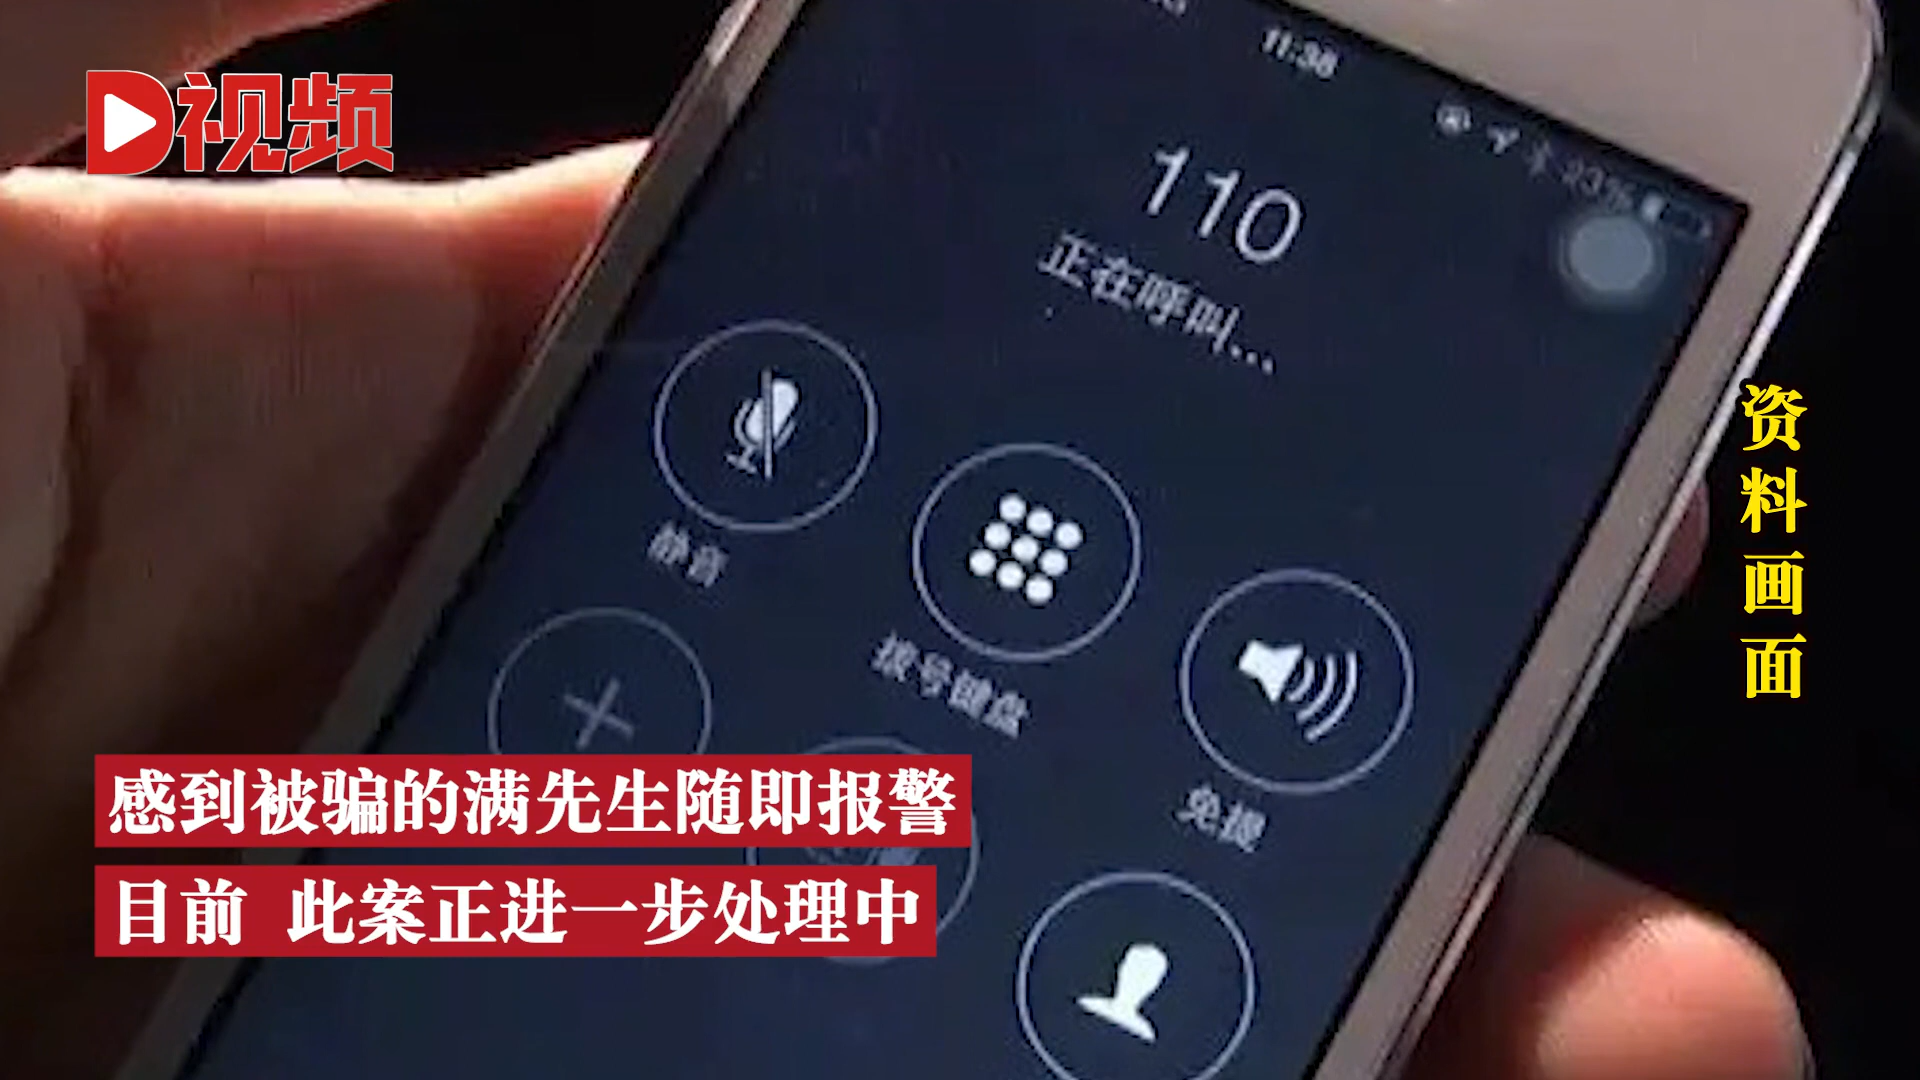 D视频
11:38
110
正在呼叫...
静音
拨号键盘
免提
资料画面
感到被骗的满先生随即报警
目前 此案正进一步处理中